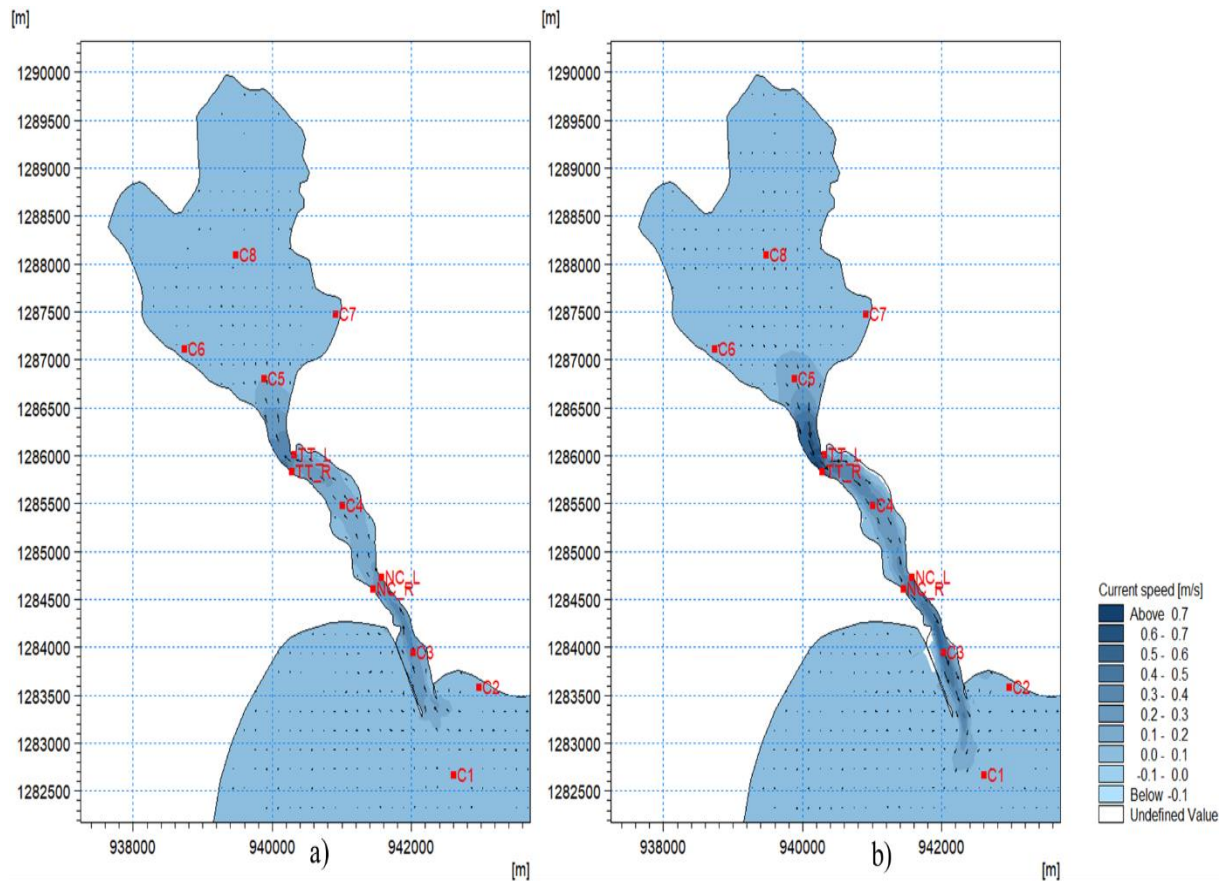 [m]
1290000
1289500
1289000
1288500
1288000
1287500
1287000
1286500
1286000
1285500
1285000
1284500
1284000
1283500
1283000
1282500
C8
C7
C6
C5
TT_L
TT_R
C4
NC_L
NC_R
C3
C2
C1
938000
940000
942000
a)
[m]
[m]
1290000
1289500
1289000
1288500
1288000
1287500
1287000
1286500
1286000
1285500
1285000
1284500
1284000
1283500
1283000
1282500
C8
C7
C6
C5
TT_L
TT_R
C4
NC_L
NC_R
C3
C2
C1
938000
940000
942000
b)
[m]
Current speed [m/s]
Above 0.7
0.6 - 0.7
0.5 - 0.6
0.4 - 0.5
0.3 - 0.4
0.2 - 0.3
0.1 - 0.2
0.0 - 0.1
-0.1 - 0.0
Below -0.1
Undefined Value